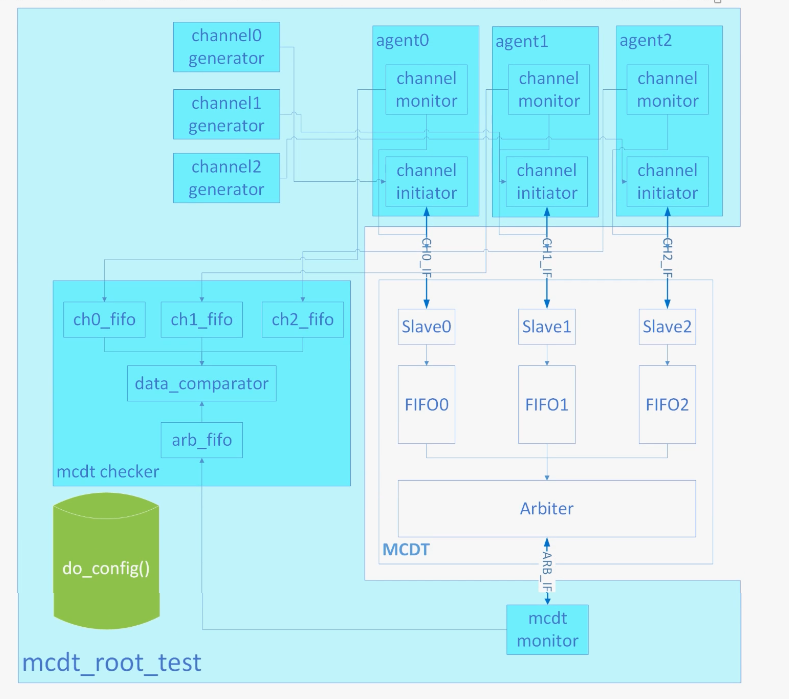 channel0
generator
channel1
generator
channel2
generator
agent0
agent1
agent2
channel
monitor
channel
monitor
channel
monitor
channel
initiator
channel
initiator
channel
initiator
CH0_IF
CH1_IF
CH2_IF
ch0_fifo
ch1_fifo
ch2_fifo
data_comparator
arb_fifo
mcdt checker
Slave0
Slave1
Slave2
FIFO0
FIFO1
FIFO2
Arbiter
MCDT
ARB_IF
do_config()
mcdt
monitor
mcdt_root_test